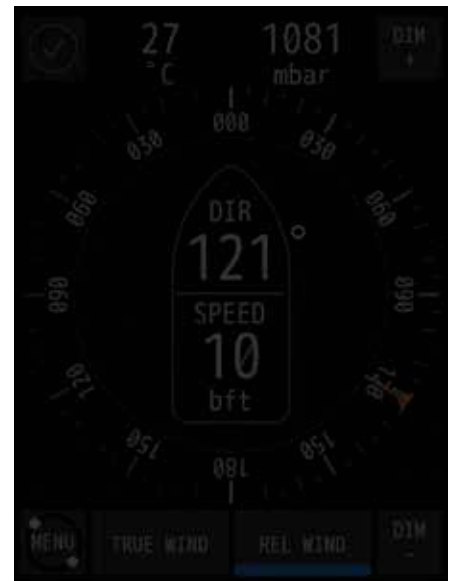 27 °C
1081 mbar
DIM +
000
030
030
060
060
DIR
121°
090
090
SPEED
10
bft
120
120
150
150
180
MENU
TRUE WIND
REL WIND
DIM -